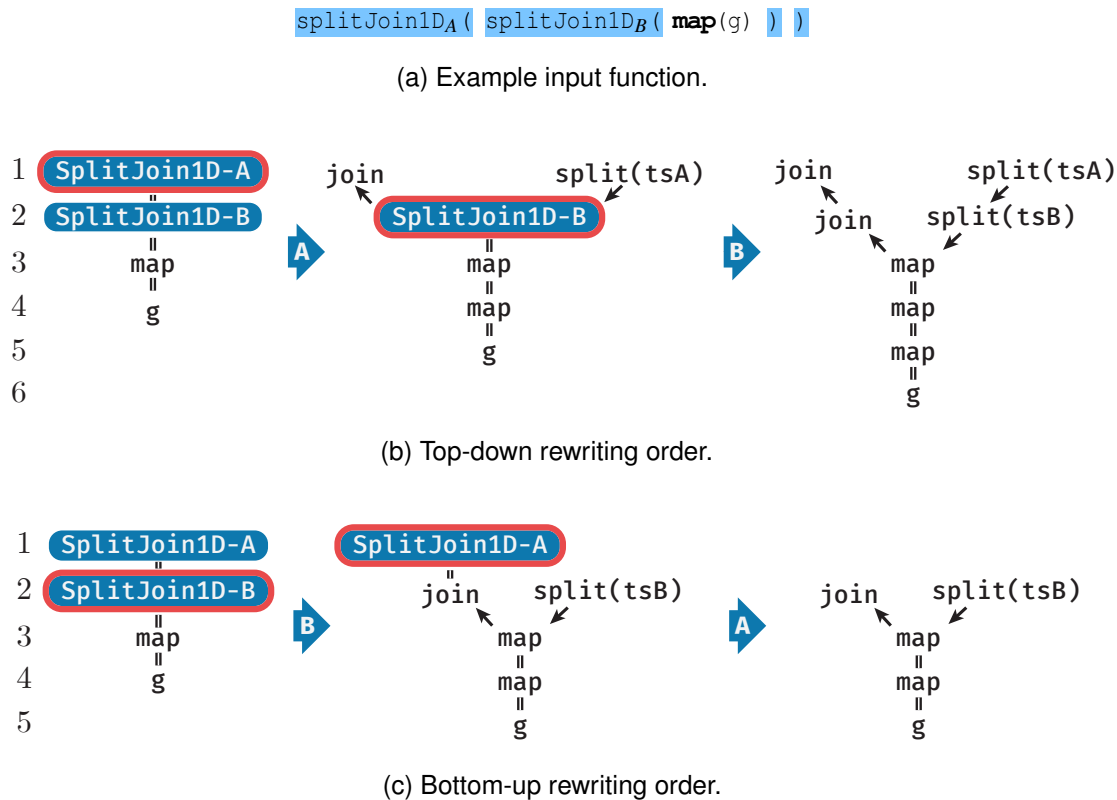 splitJoin1D_A( splitJoin1D_B( map(g) ) )
(a) Example input function.
1 SplitJoin1D-A join split(tsA) join split(tsA)
2 SplitJoin1D-B SplitJoin1D-B join split(tsB)
3 map A map B map
4 g map map
5 g map
6 g
(b) Top-down rewriting order.
1 SplitJoin1D-A SplitJoin1D-A
2 SplitJoin1D-B join split(tsB) join split(tsB)
3 map B map A map
4 g map map
5 g g
(c) Bottom-up rewriting order.